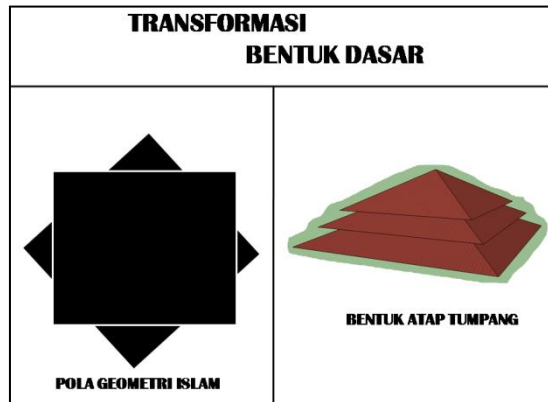 TRANSFORMASI
BENTUK DASAR
POLA GEOMETRI ISLAM
BENTUK ATAP TUMPANG